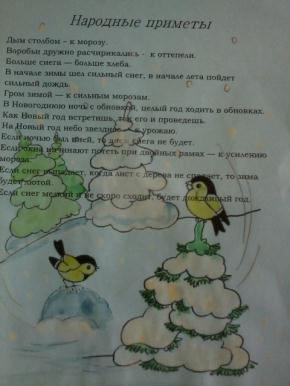 Народные приметы
Дым столбом – к морозу.
Воробьи дружно расчирикались - к оттепели.
Больше снега — больше хлеба.
В начале зимы шел сильный снег, в начале лета пойдет
сильный дождь.
Гром зимой — к сильным морозам.
В Новогоднюю ночь с обновкой, целый год ходить в обновках.
Как Новый год встретишь, так его и проведешь.
На Новый год небо звездное к урожаю.
Если ночью был иней, то днем снега не будет.
Если окна начинают потеть при двойных рамах — к усилению
мороза.
Если снег выпадает, когда лист с дерева не спадает, то зима
будет лютой.
Если снег мелкий и не скоро сходит, будет дождливый год.